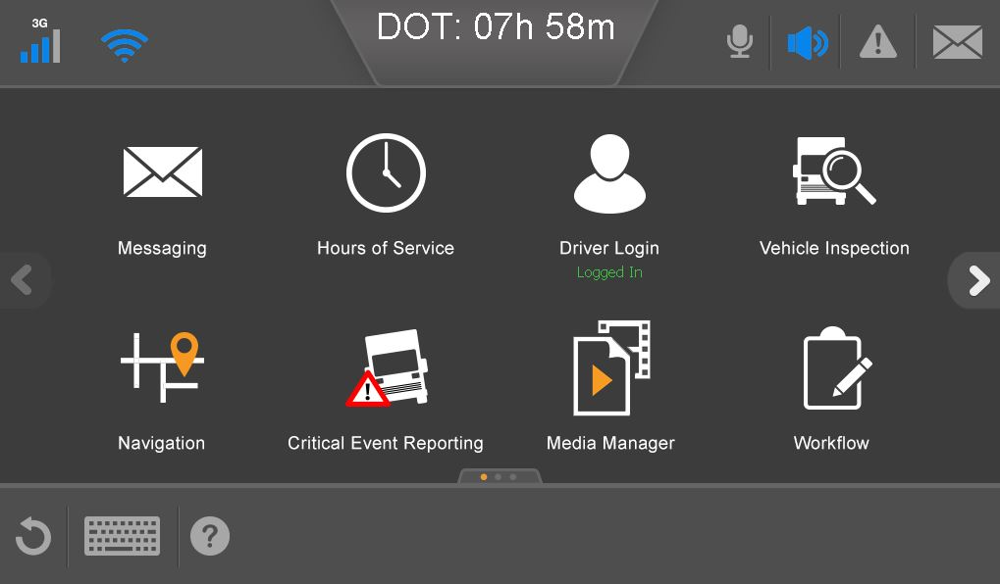 3G
DOT: 07h 58m
Messaging
Hours of Service
Driver Login
Logged In
Vehicle Inspection
Navigation
Critical Event Reporting
Media Manager
Workflow